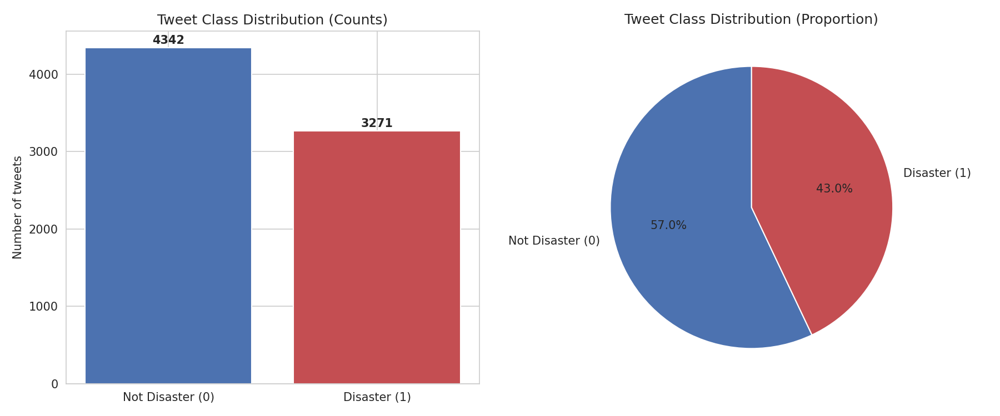 Tweet Class Distribution (Counts)
4342
3271
4000
3000
2000
1000
0
Number of tweets
Not Disaster (0)
Disaster (1)
Tweet Class Distribution (Proportion)
Disaster (1)
43.0%
57.0%
Not Disaster (0)